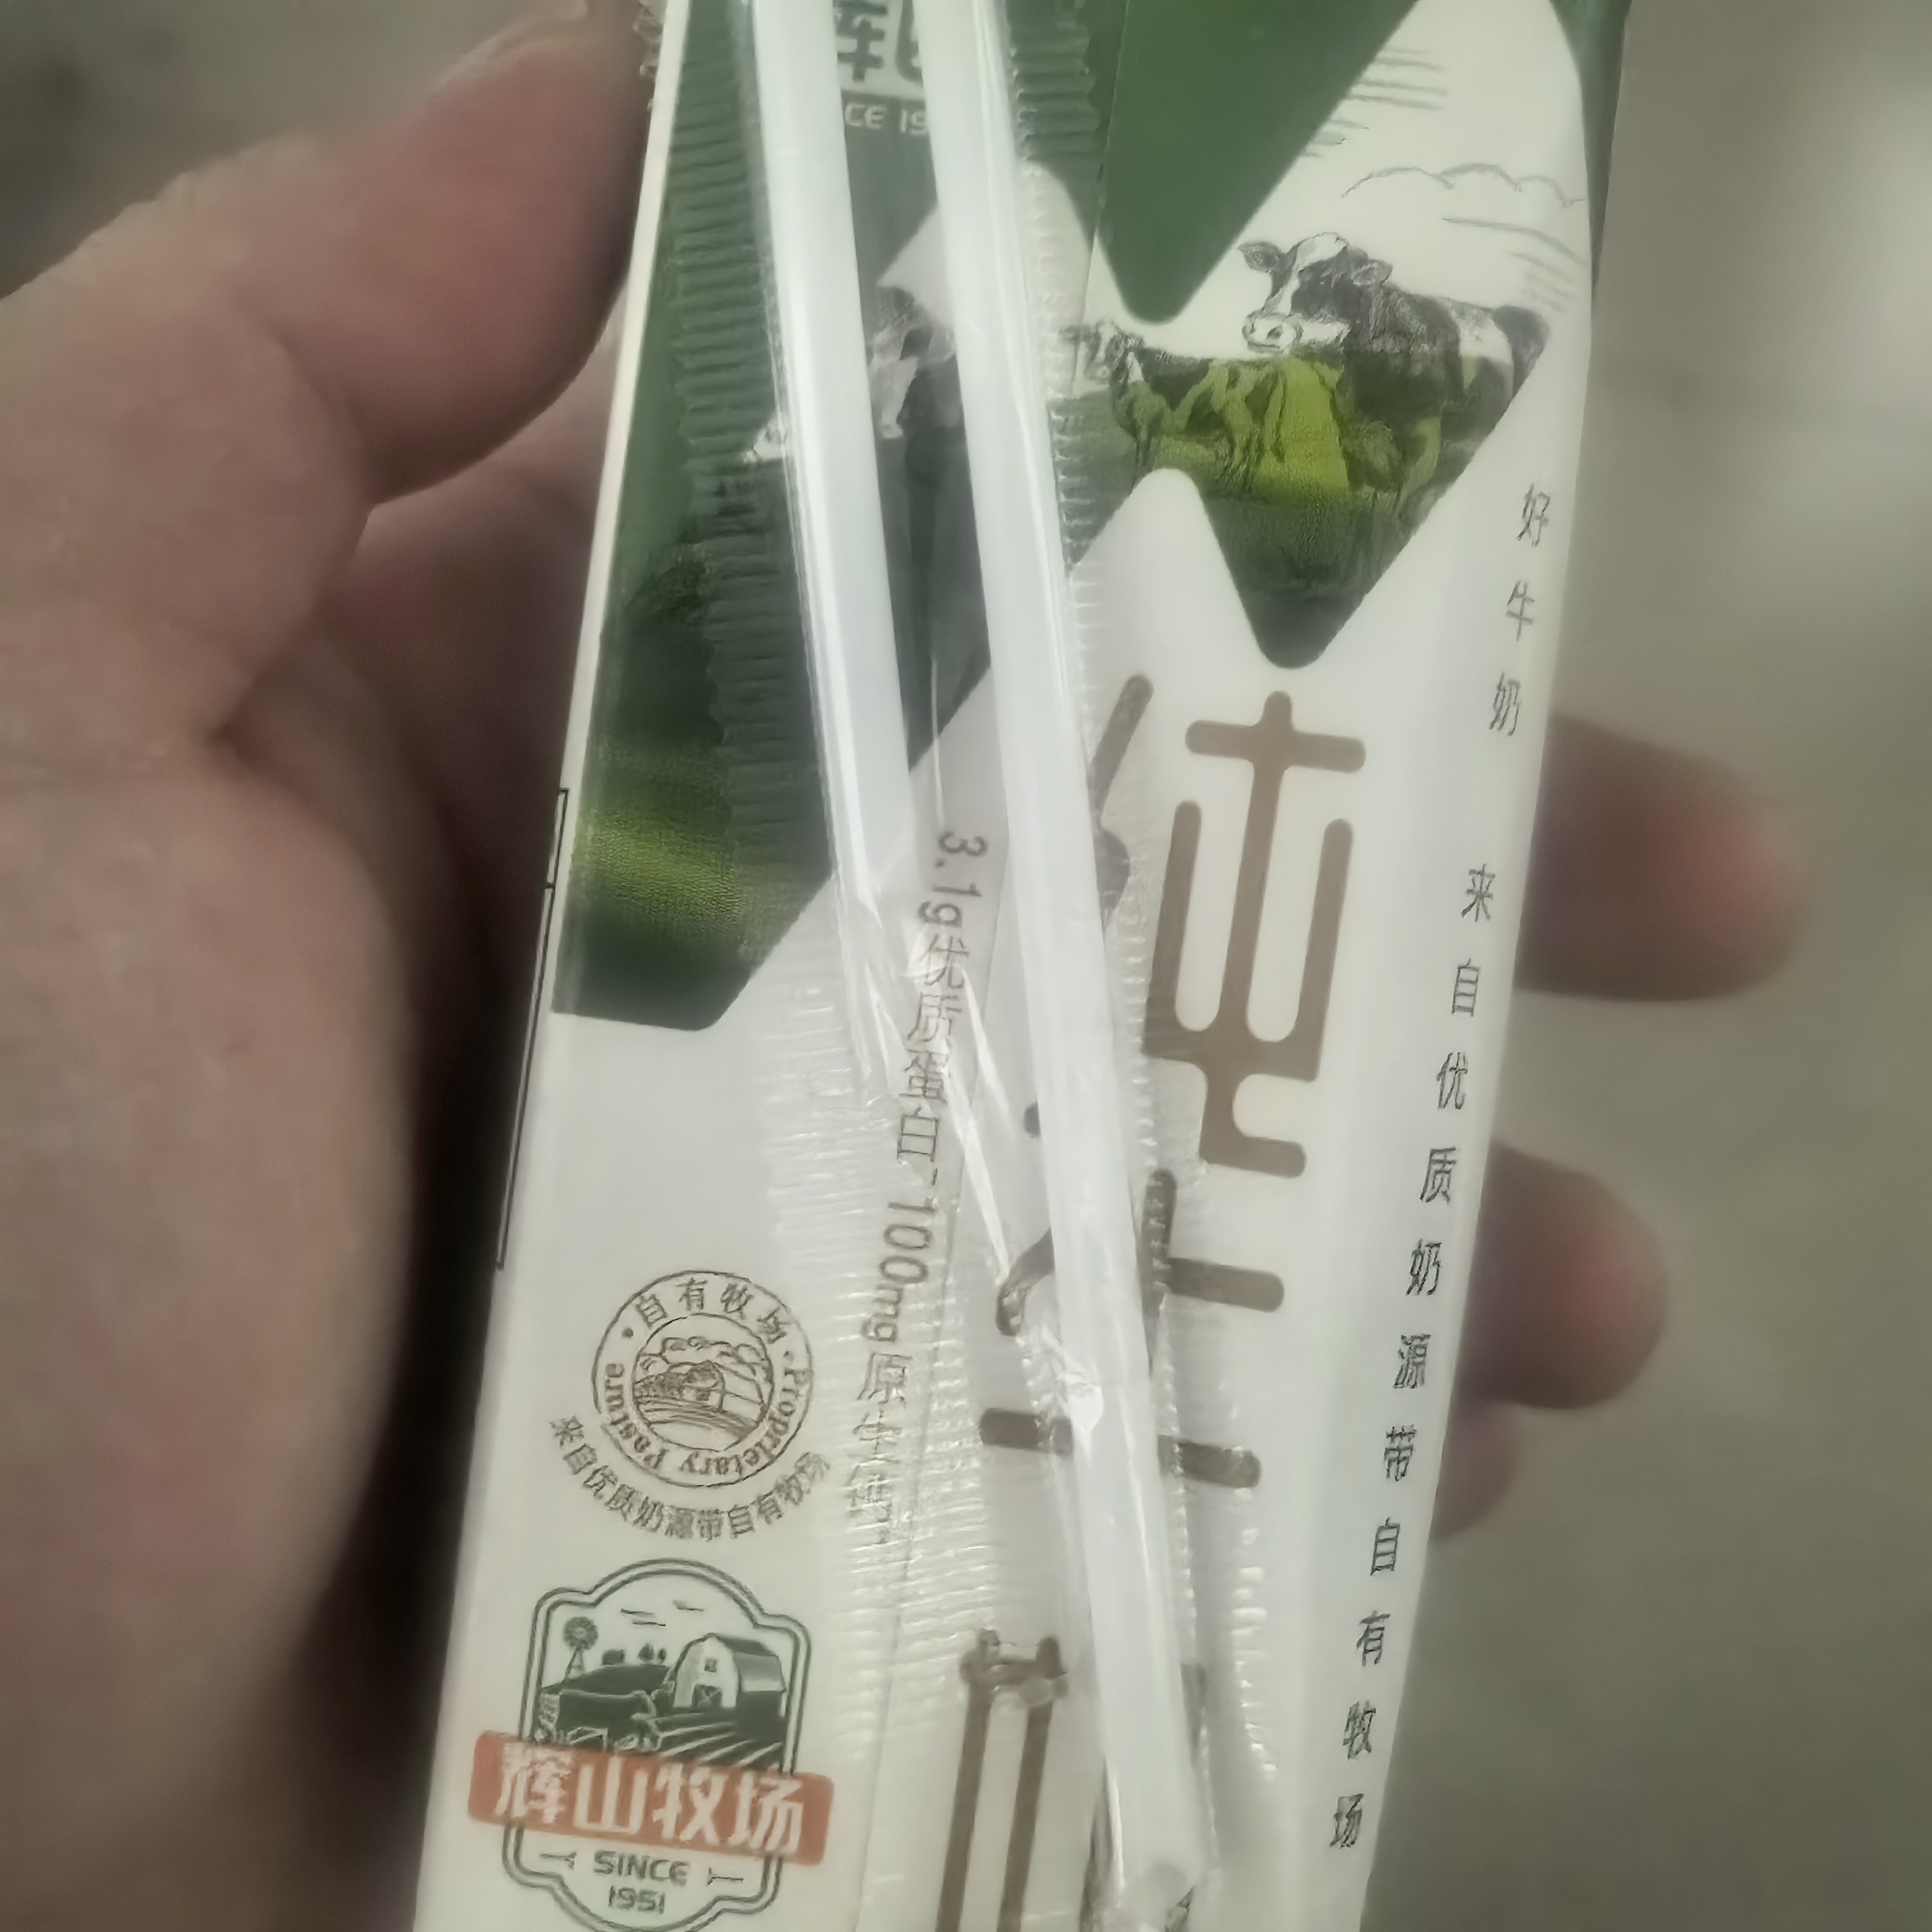 CE 19
好牛奶 来自优质奶源带自有牧场
3.1g优质蛋白 100mg原
自有牧场
Proprietary Pasture
来自优质奶源带自有牧场
辉山牧场
SINCE
1951